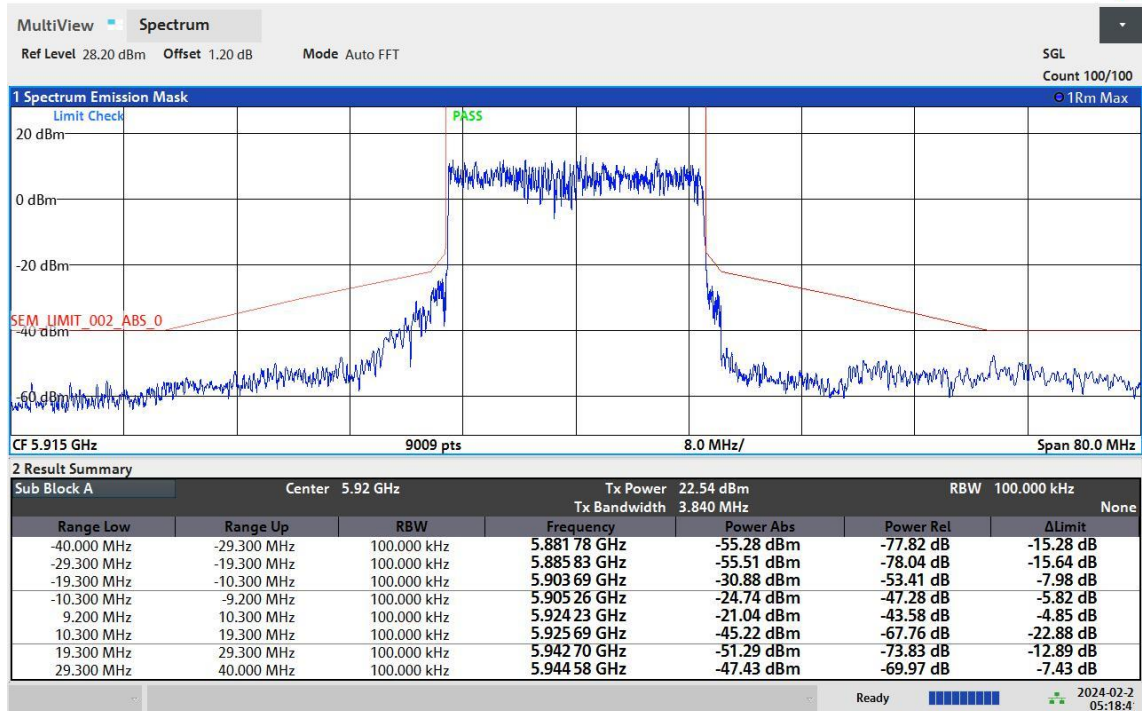 MultiView Spectrum
Ref Level 28.20 dBm Offset 1.20 dB Mode Auto FFT SGL
Count 100/100
1 Spectrum Emission Mask 1Rm Max
Limit Check PASS
20 dBm
0 dBm
-20 dBm
SEM_LIMIT_002_ABS_0
-40 dBm
-60 dBm
CF 5.915 GHz 9009 pts 8.0 MHz/ Span 80.0 MHz
2 Result Summary
Sub Block A Center 5.92 GHz Tx Power 22.54 dBm RBW 100.000 kHz
Tx Bandwidth 3.840 MHz None
Range Low Range Up RBW Frequency Power Abs Power Rel ΔLimit
-40.000 MHz -29.300 MHz 100.000 kHz 5.881 78 GHz -55.28 dBm -77.82 dB -15.28 dB
-29.300 MHz -19.300 MHz 100.000 kHz 5.885 83 GHz -55.51 dBm -78.04 dB -15.64 dB
-19.300 MHz -10.300 MHz 100.000 kHz 5.903 69 GHz -30.88 dBm -53.41 dB -7.98 dB
-10.300 MHz -9.200 MHz 100.000 kHz 5.905 26 GHz -24.74 dBm -47.28 dB -5.82 dB
9.200 MHz 10.300 MHz 100.000 kHz 5.924 23 GHz -21.04 dBm -43.58 dB -4.85 dB
10.300 MHz 19.300 MHz 100.000 kHz 5.925 69 GHz -45.22 dBm -67.76 dB -22.88 dB
19.300 MHz 29.300 MHz 100.000 kHz 5.942 70 GHz -51.29 dBm -73.83 dB -12.89 dB
29.300 MHz 40.000 MHz 100.000 kHz 5.944 58 GHz -47.43 dBm -69.97 dB -7.43 dB
Ready 2024-02-2
05:18:4